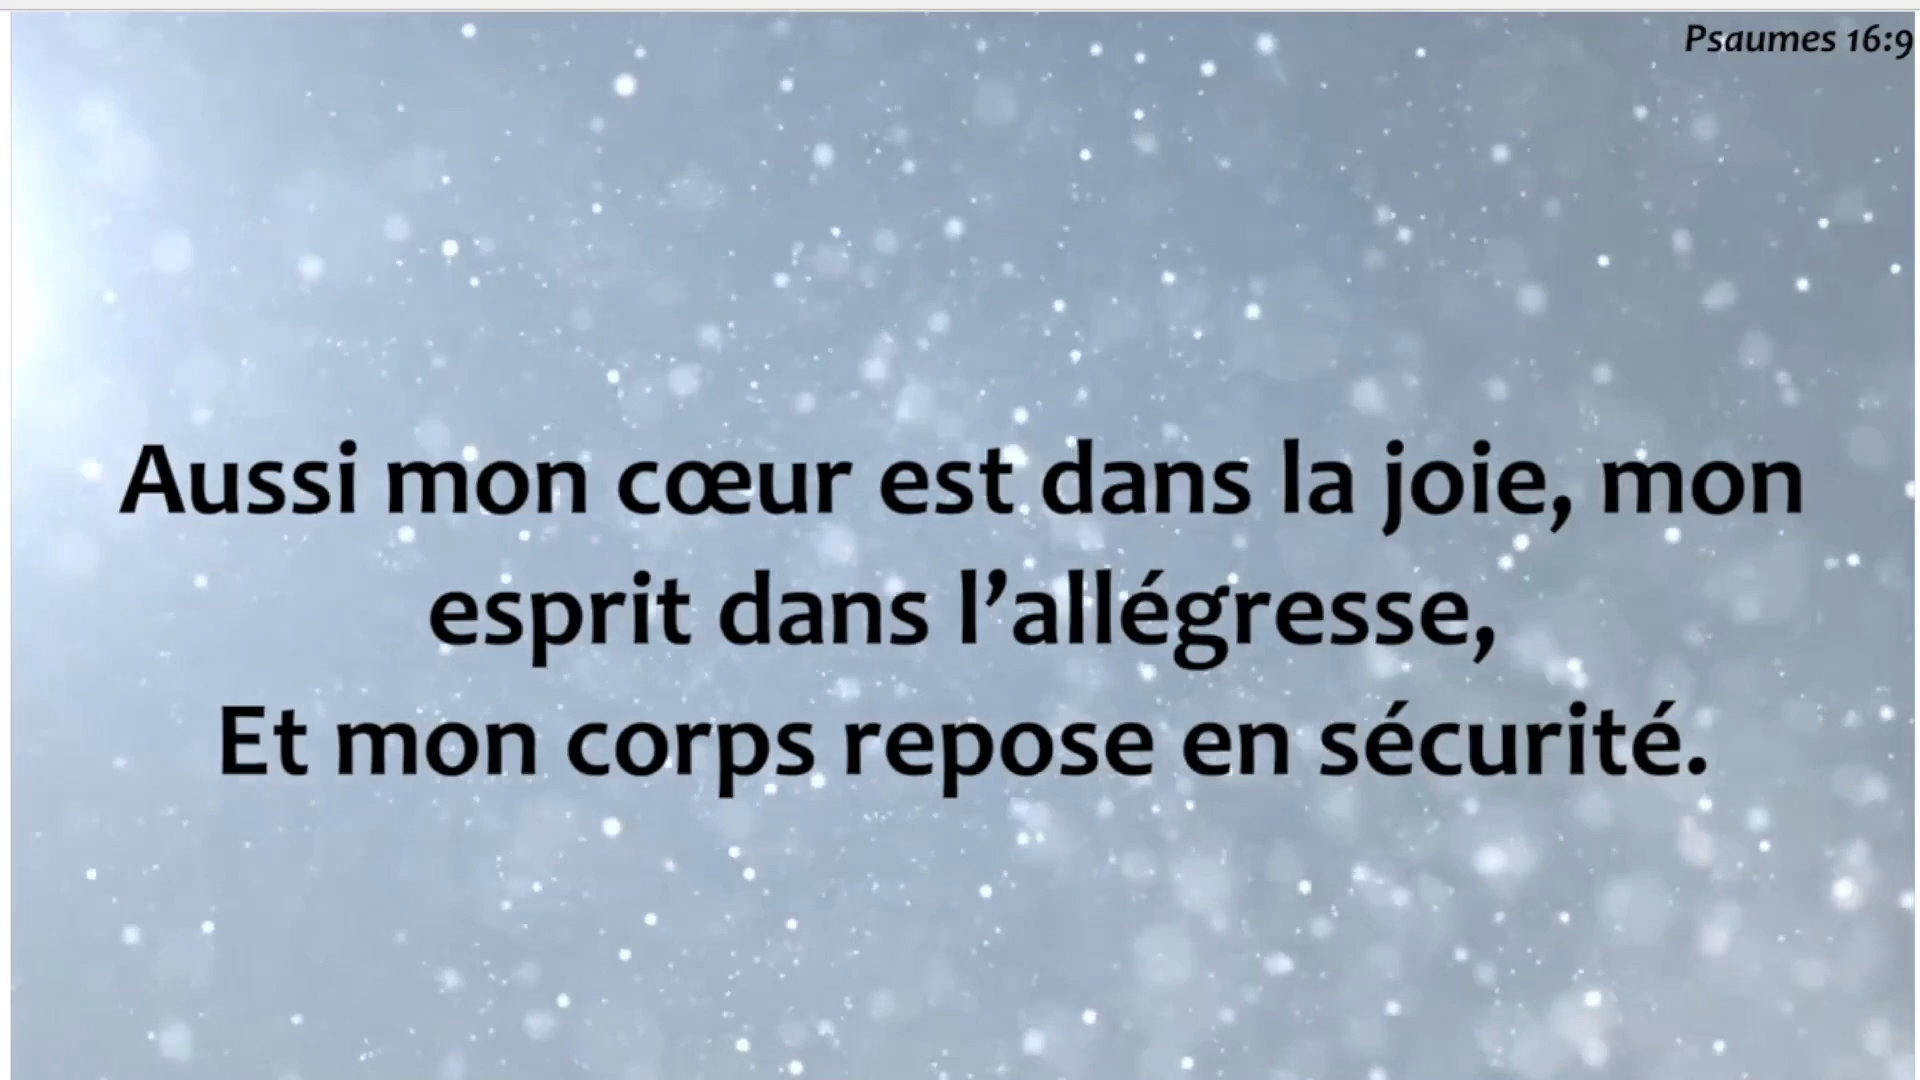 Psaumes 16:9
Aussi mon cœur est dans la joie, mon
esprit dans l’allégresse,
Et mon corps repose en sécurité.